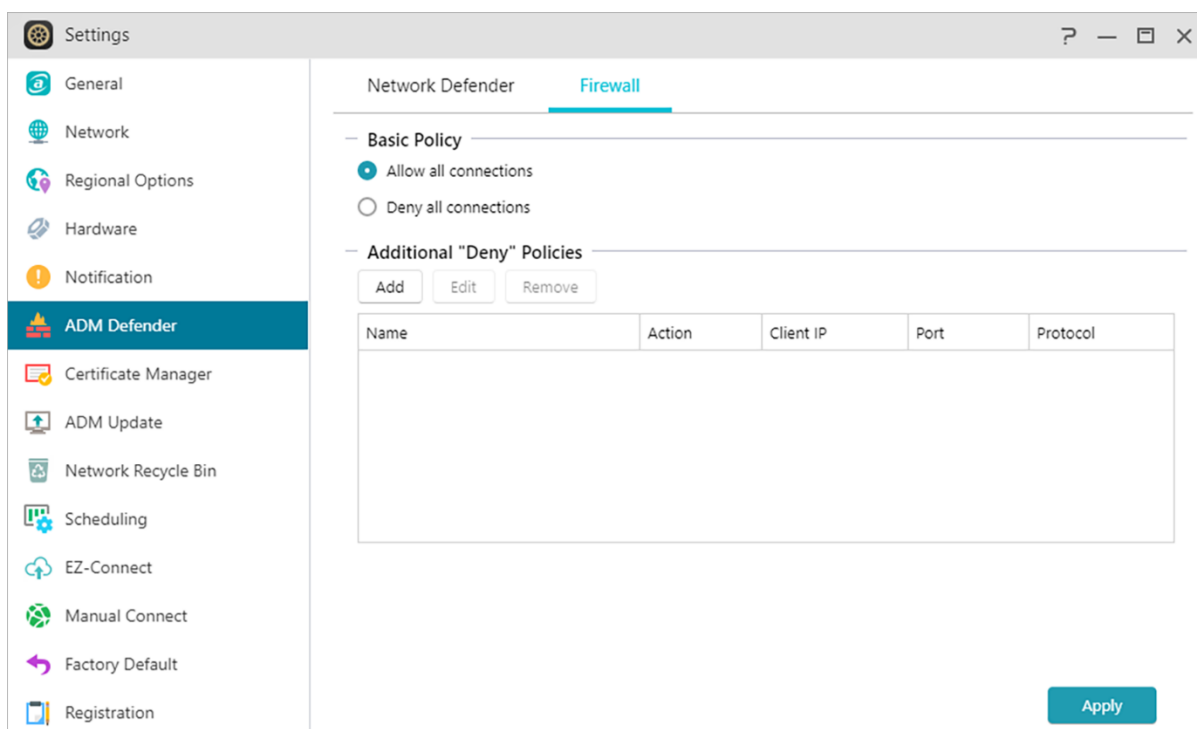 Settings
General
Network
Regional Options
Hardware
Notification
ADM Defender
Certificate Manager
ADM Update
Network Recycle Bin
Scheduling
EZ-Connect
Manual Connect
Factory Default
Registration
Network Defender Firewall
Basic Policy
Allow all connections
Deny all connections
Additional "Deny" Policies
Add Edit Remove
Name Action Client IP Port Protocol
Apply